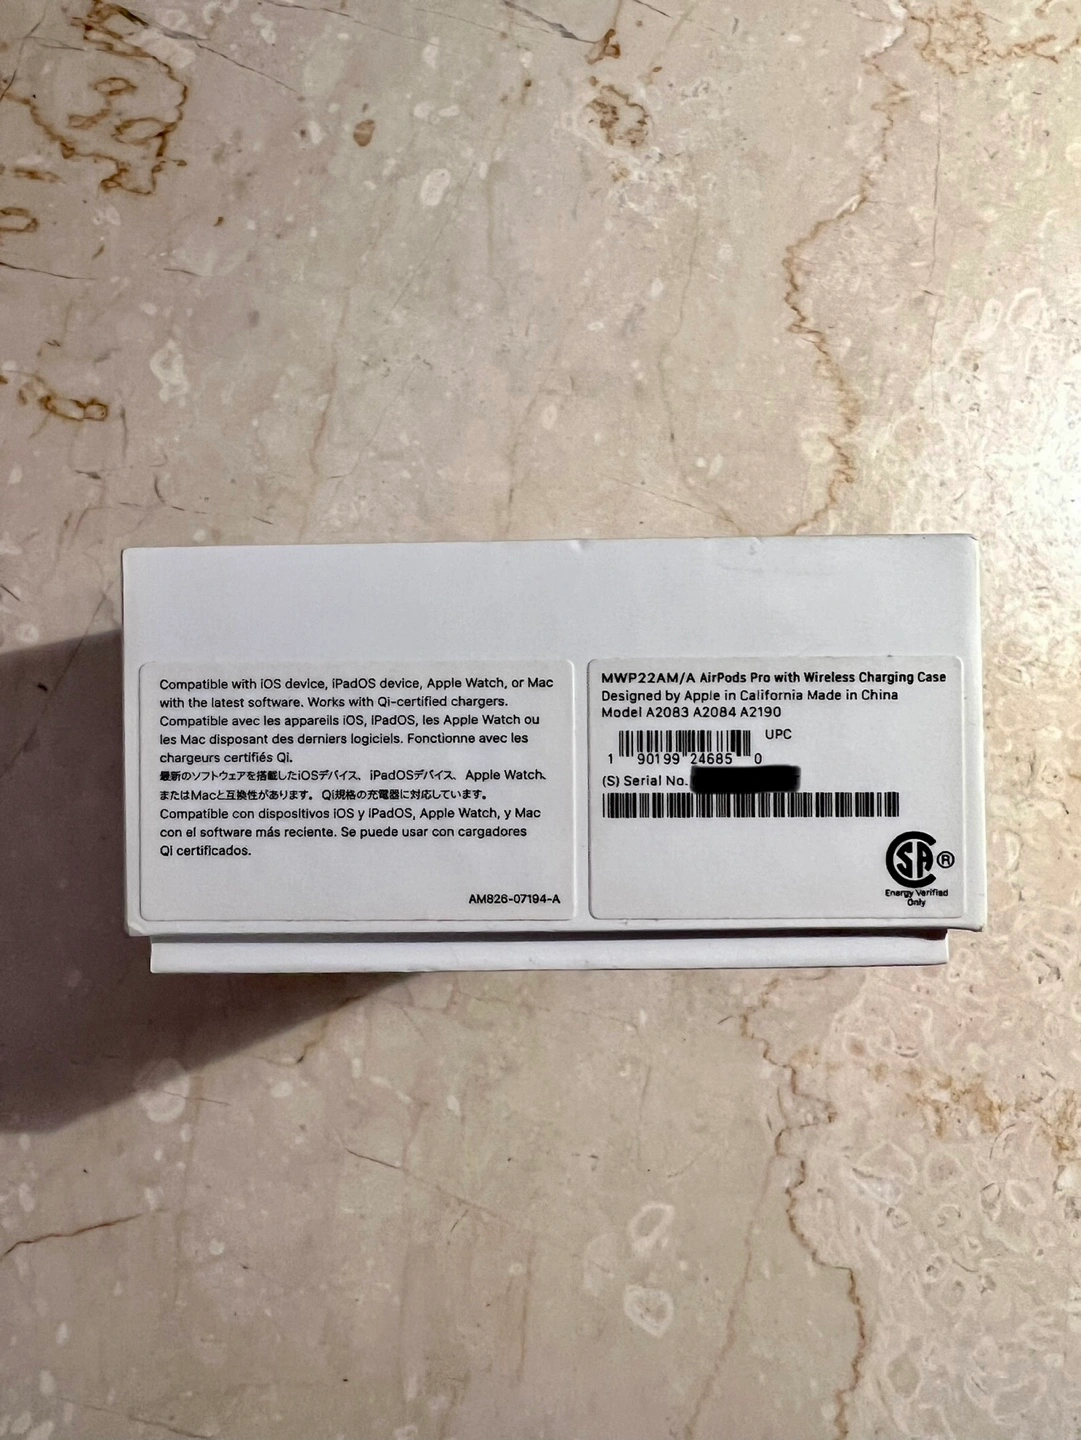 Compatible with iOS device, iPadOS device, Apple Watch, or Mac
with the latest software. Works with Qi-certified chargers.
Compatible avec les appareils iOS, iPadOS, les Apple Watch ou
les Mac disposant des derniers logiciels. Fonctionne avec les
chargeurs certifiés Qi.
最新のソフトウェアを搭載したiOSデバイス、iPadOSデバイス、Apple Watch、
またはMacと互換性があります。Qi規格の充電器に対応しています。
Compatible con dispositivos iOS y iPadOS, Apple Watch, y Mac
con el software más reciente. Se puede usar con cargadores
Qi certificados.
AM826-07194-A
MWP22AM/A AirPods Pro with Wireless Charging Case
Designed by Apple in California Made in China
Model A2083 A2084 A2190
UPC
1 90199 24685 0
(S) Serial No.
CSA ®
Energy Verified
Only